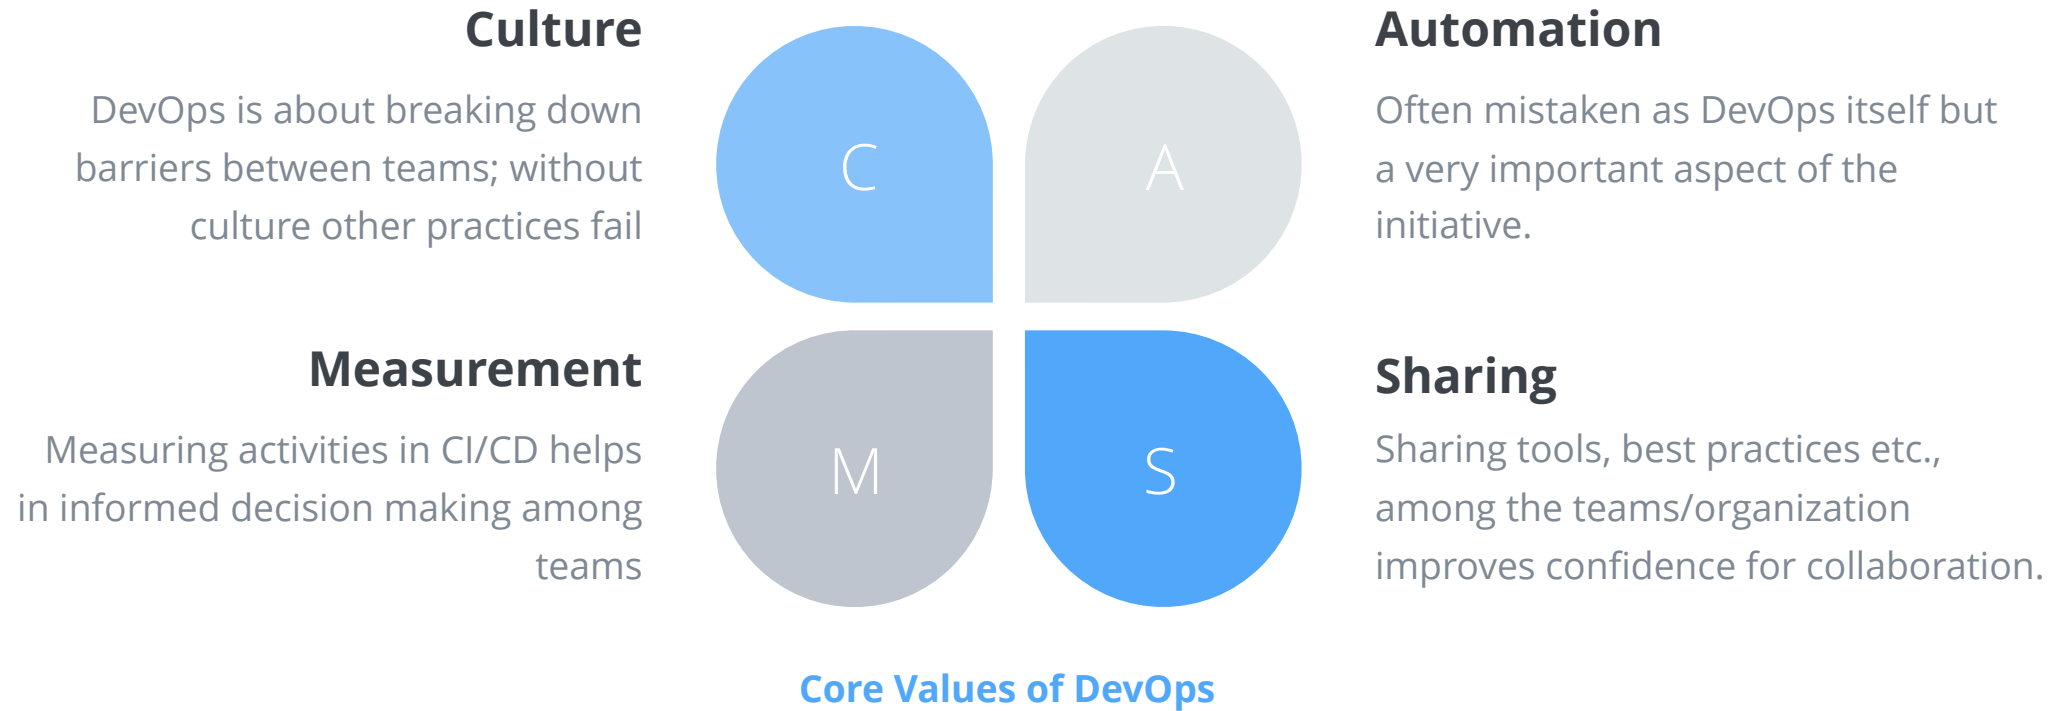 Culture
DevOps is about breaking down
barriers between teams; without
culture other practices fail
C
A
Automation
Often mistaken as DevOps itself but
a very important aspect of the
initiative.
Measurement
Measuring activities in CI/CD helps
in informed decision making among
teams
M
S
Sharing
Sharing tools, best practices etc.,
among the teams/organization
improves confidence for collaboration.
Core Values of DevOps